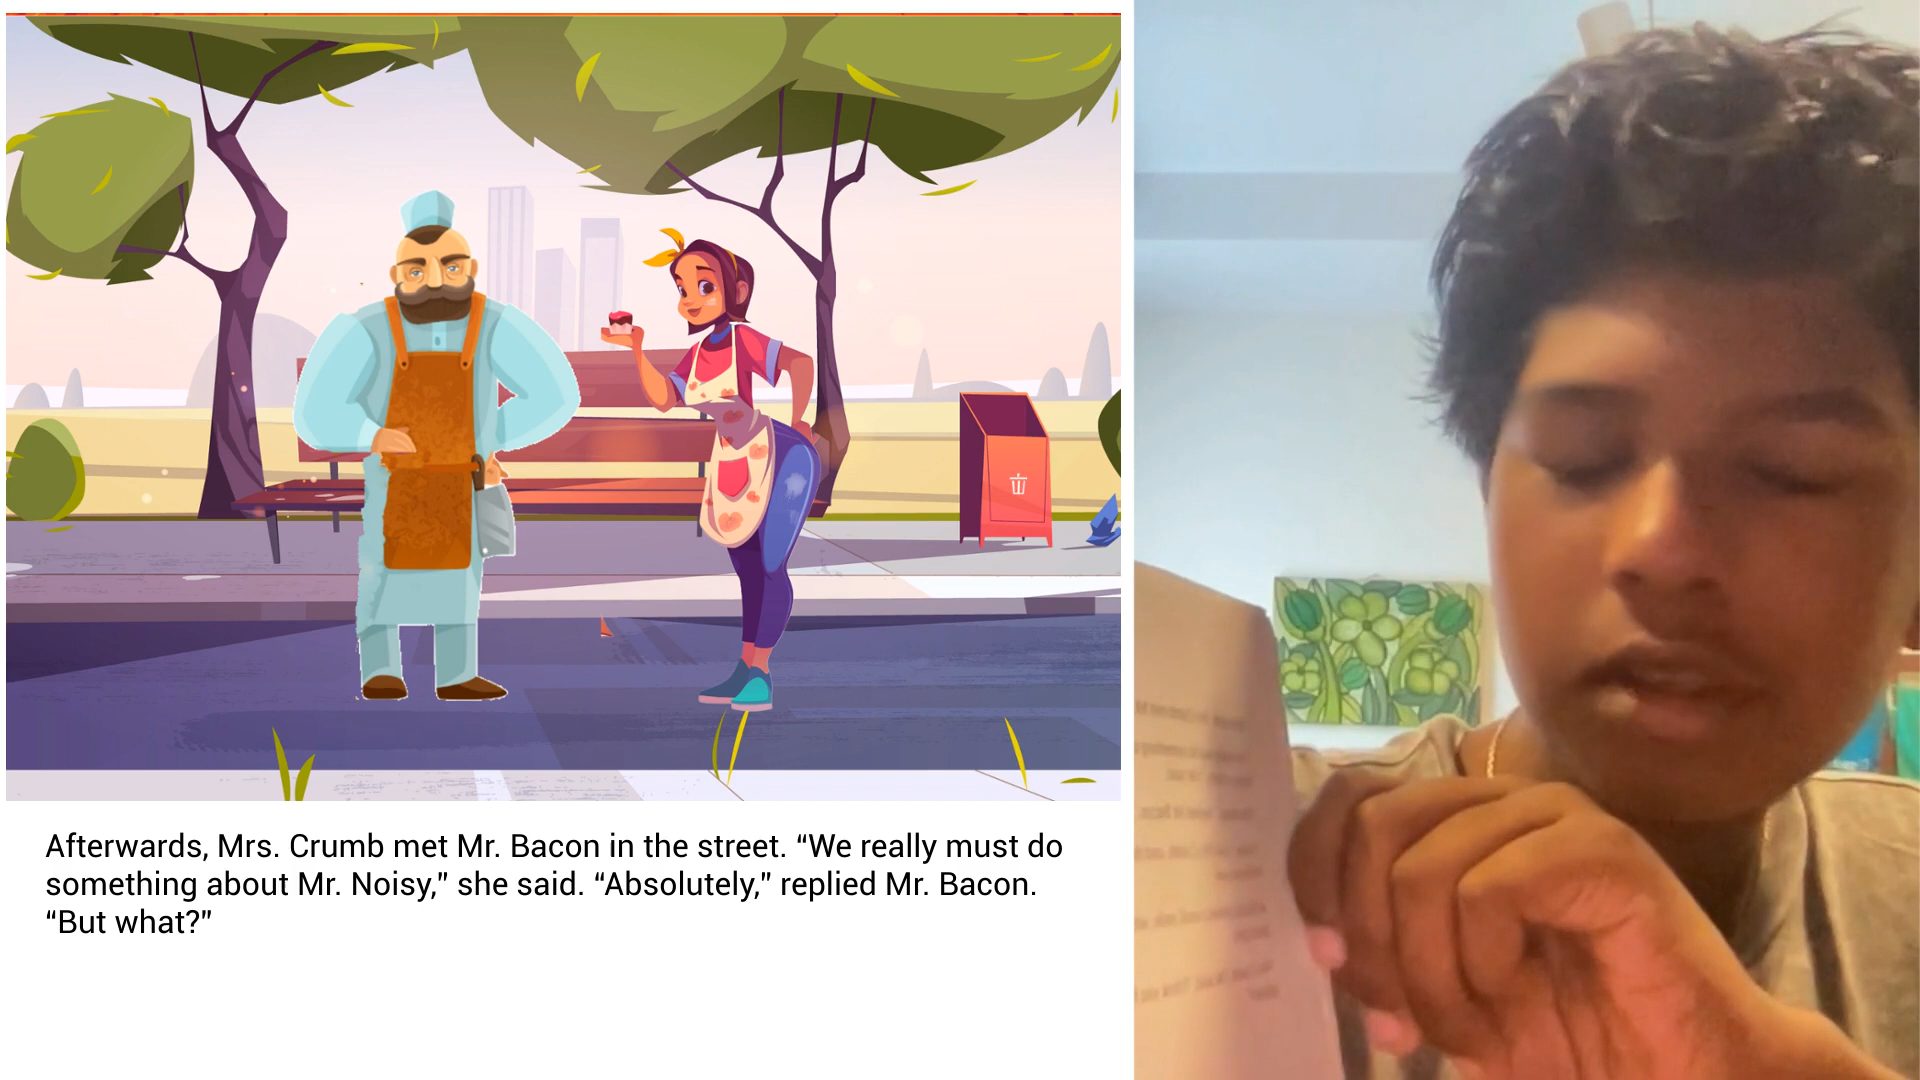 Afterwards, Mrs. Crumb met Mr. Bacon in the street. “We really must do
something about Mr. Noisy,” she said. “Absolutely,” replied Mr. Bacon.
“But what?”